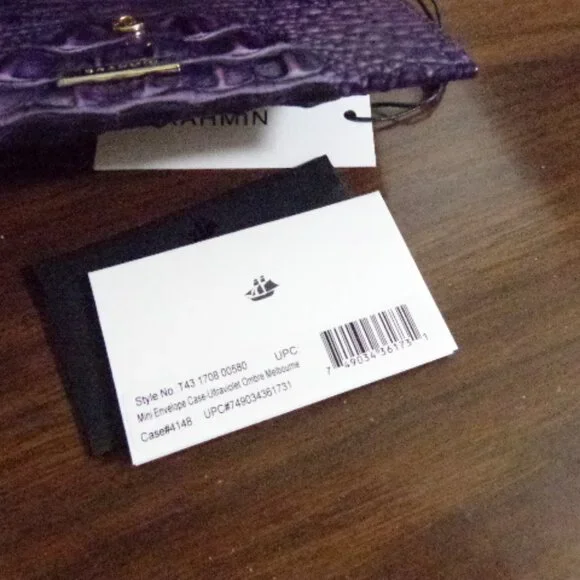 BRAHMIN
RAHMIN
Style No. T43 1708 00580 UPC
Mini Envelope Case-Ultraviolet Ombre Melbourne
Case#4148 UPC#749034361731
7 49034 36173 1